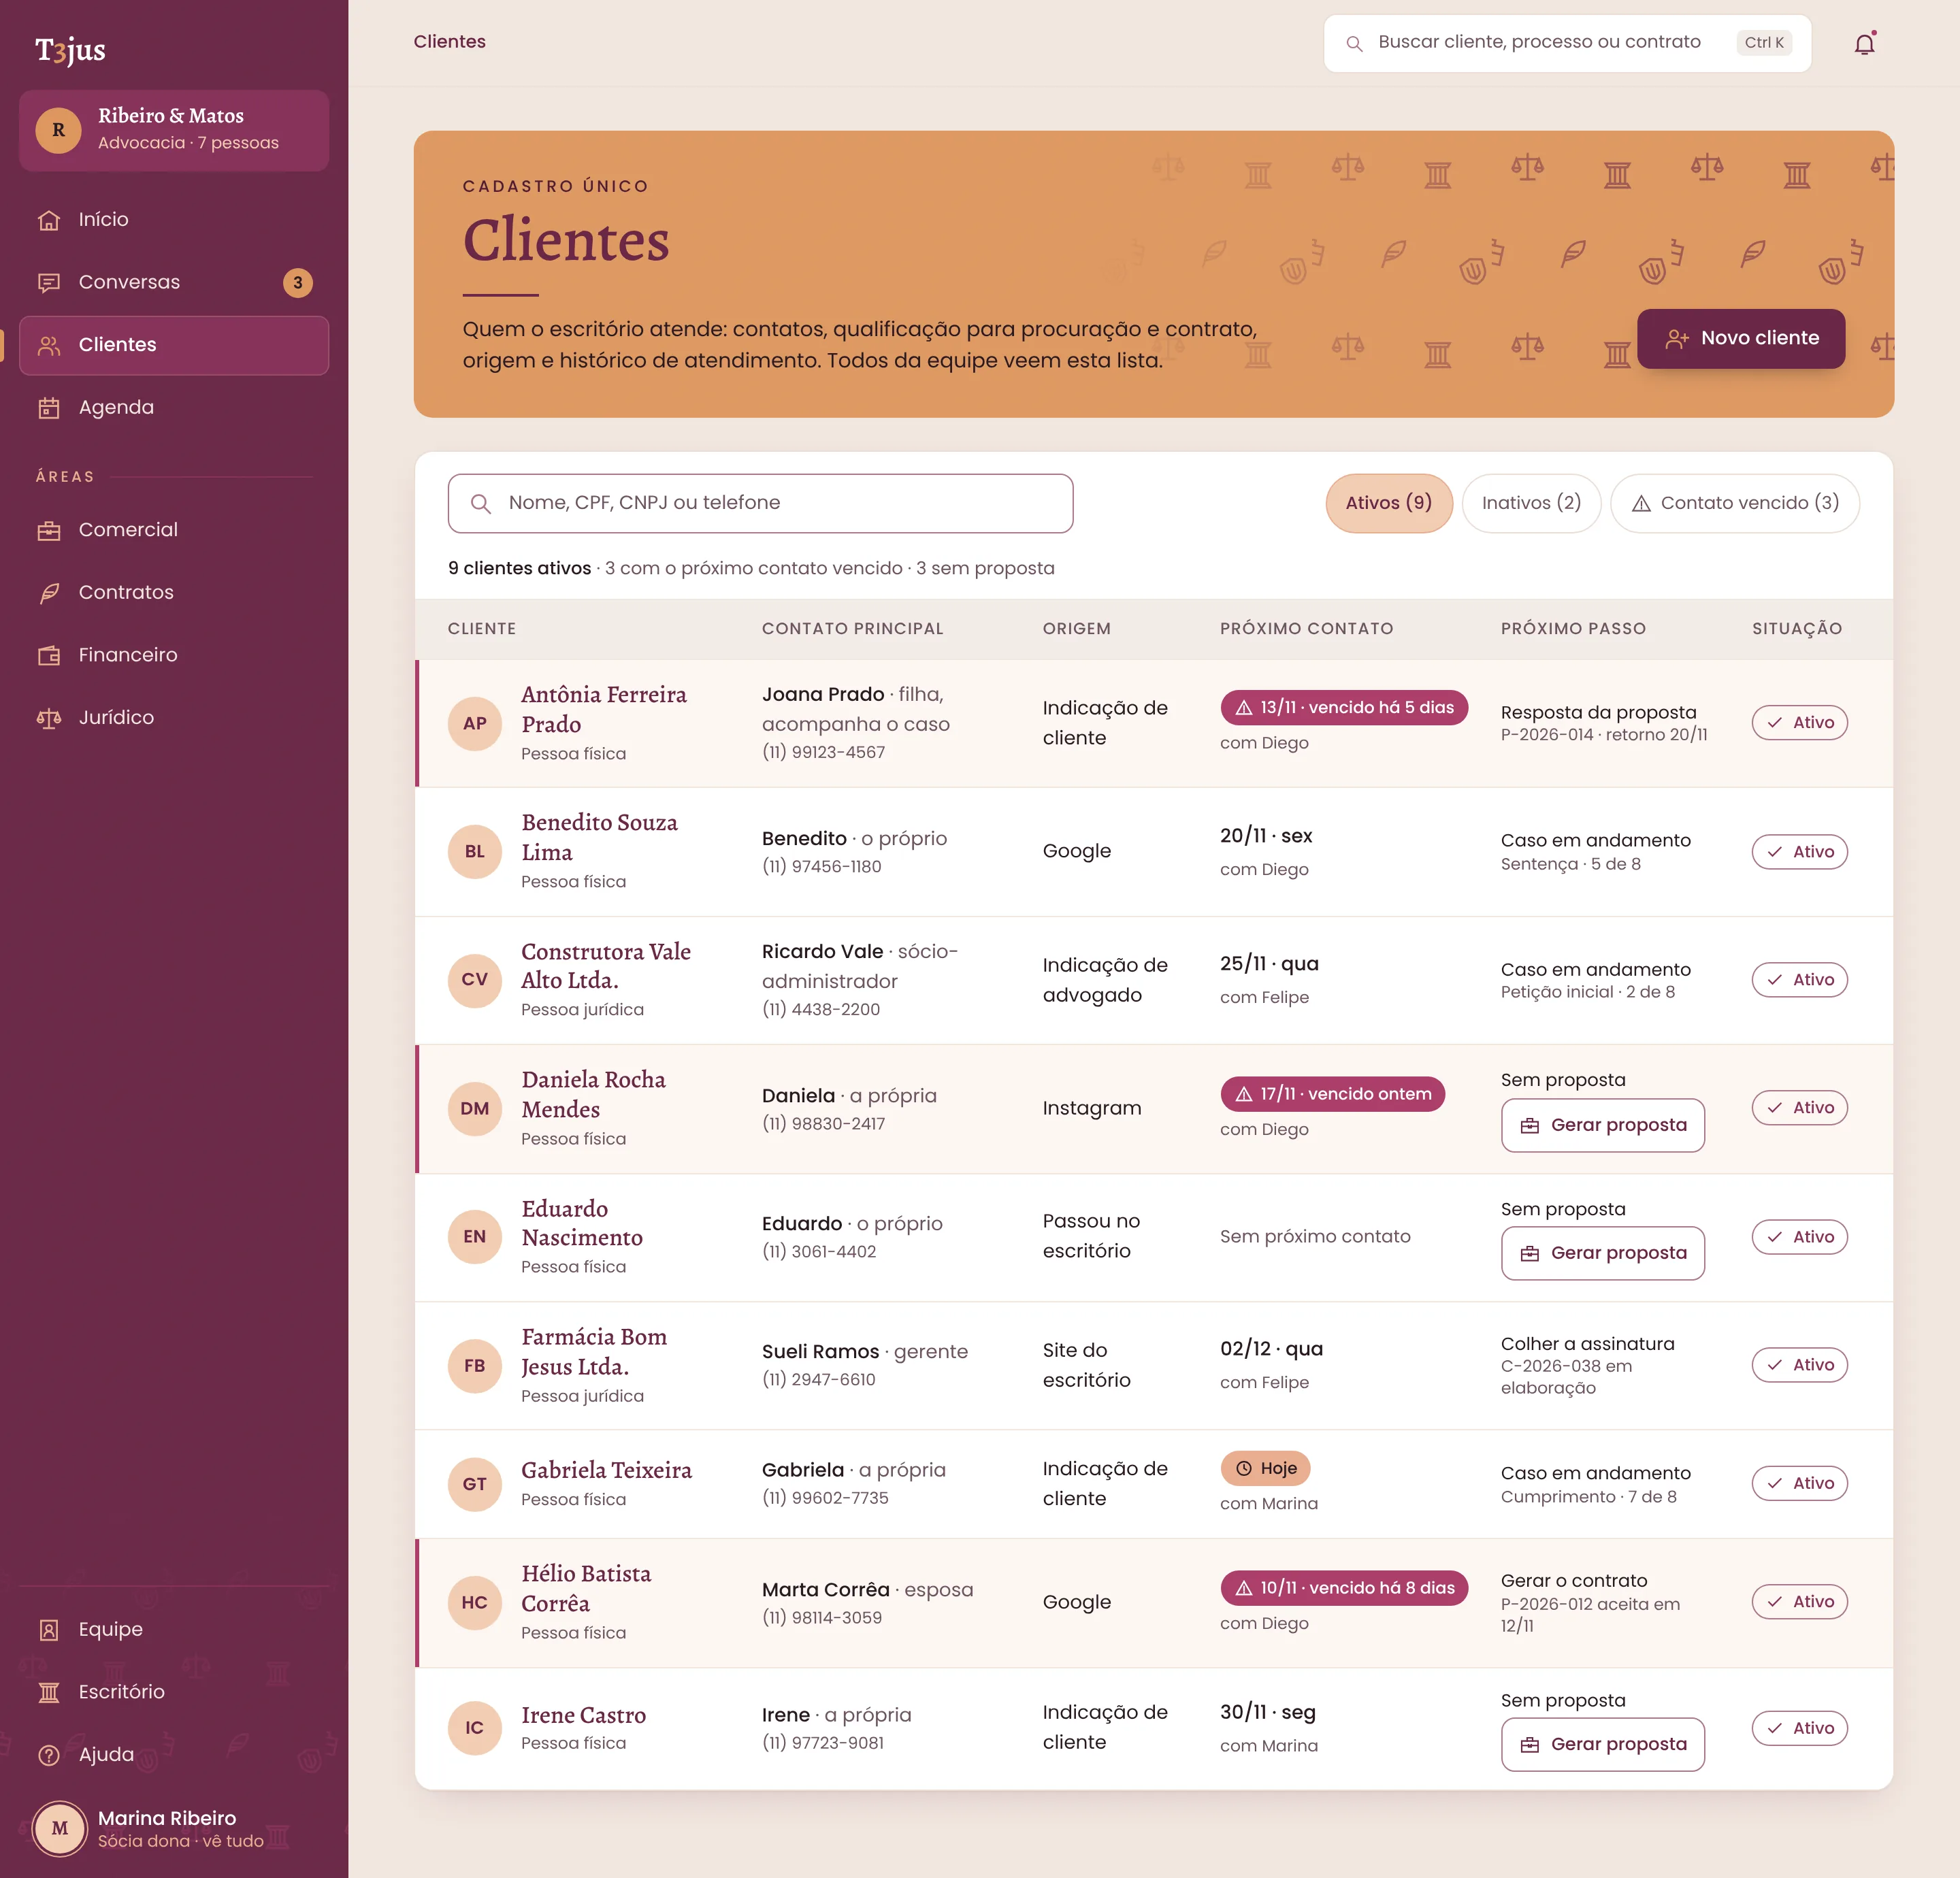 T3jus
R
Ribeiro & Matos
Advocacia · 7 pessoas
Início
Conversas
3
Clientes
Agenda
ÁREAS
Comercial
Contratos
Financeiro
Jurídico
Equipe
Escritório
Ajuda
M
Marina Ribeiro
Sócia dona · vê tudo
Clientes
Buscar cliente, processo ou contrato
Ctrl K
CADASTRO ÚNICO
Clientes
Quem o escritório atende: contatos, qualificação para procuração e contrato,
origem e histórico de atendimento. Todos da equipe veem esta lista.
Novo cliente
Nome, CPF, CNPJ ou telefone
Ativos (9)
Inativos (2)
Contato vencido (3)
9 clientes ativos · 3 com o próximo contato vencido · 3 sem proposta
CLIENTE
CONTATO PRINCIPAL
ORIGEM
PRÓXIMO CONTATO
PRÓXIMO PASSO
SITUAÇÃO
AP
Antônia Ferreira
Prado
Pessoa física
Joana Prado · filha,
acompanha o caso
(11) 99123-4567
Indicação de
cliente
13/11 · vencido há 5 dias
com Diego
Resposta da proposta
P-2026-014 · retorno 20/11
Ativo
BL
Benedito Souza
Lima
Pessoa física
Benedito · o próprio
(11) 97456-1180
Google
20/11 · sex
com Diego
Caso em andamento
Sentença · 5 de 8
Ativo
CV
Construtora Vale
Alto Ltda.
Pessoa jurídica
Ricardo Vale · sócio-
administrador
(11) 4438-2200
Indicação de
advogado
25/11 · qua
com Felipe
Caso em andamento
Petição inicial · 2 de 8
Ativo
DM
Daniela Rocha
Mendes
Pessoa física
Daniela · a própria
(11) 98830-2417
Instagram
17/11 · vencido ontem
com Diego
Sem proposta
Gerar proposta
Ativo
EN
Eduardo
Nascimento
Pessoa física
Eduardo · o próprio
(11) 3061-4402
Passou no
escritório
Sem próximo contato
Sem proposta
Gerar proposta
Ativo
FB
Farmácia Bom
Jesus Ltda.
Pessoa jurídica
Sueli Ramos · gerente
(11) 2947-6610
Site do
escritório
02/12 · qua
com Felipe
Colher a assinatura
C-2026-038 em
elaboração
Ativo
GT
Gabriela Teixeira
Pessoa física
Gabriela · a própria
(11) 99602-7735
Indicação de
cliente
Hoje
com Marina
Caso em andamento
Cumprimento · 7 de 8
Ativo
HC
Hélio Batista
Corrêa
Pessoa física
Marta Corrêa · esposa
(11) 98114-3059
Google
10/11 · vencido há 8 dias
com Diego
Gerar o contrato
P-2026-012 aceita em
12/11
Ativo
IC
Irene Castro
Pessoa física
Irene · a própria
(11) 97723-9081
Indicação de
cliente
30/11 · seg
com Marina
Sem proposta
Gerar proposta
Ativo